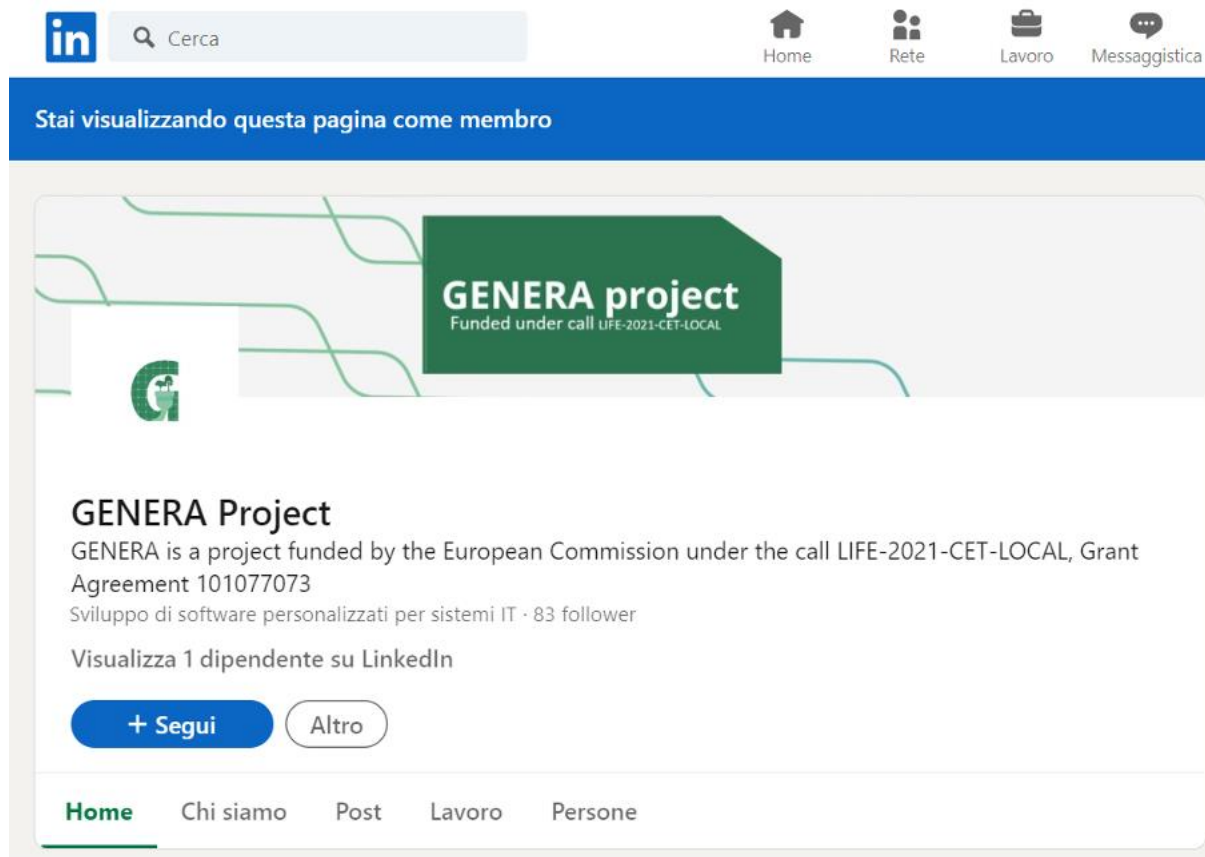 in
Cerca
Home
Rete
Lavoro
Messaggistica
Stai visualizzando questa pagina come membro
GENERA project
Funded under call LIFE-2021-CET-LOCAL
G
GENERA Project
GENERA is a project funded by the European Commission under the call LIFE-2021-CET-LOCAL, Grant
Agreement 101077073
Sviluppo di software personalizzati per sistemi IT · 83 follower
Visualizza 1 dipendente su LinkedIn
+ Segui
Altro
Home
Chi siamo
Post
Lavoro
Persone